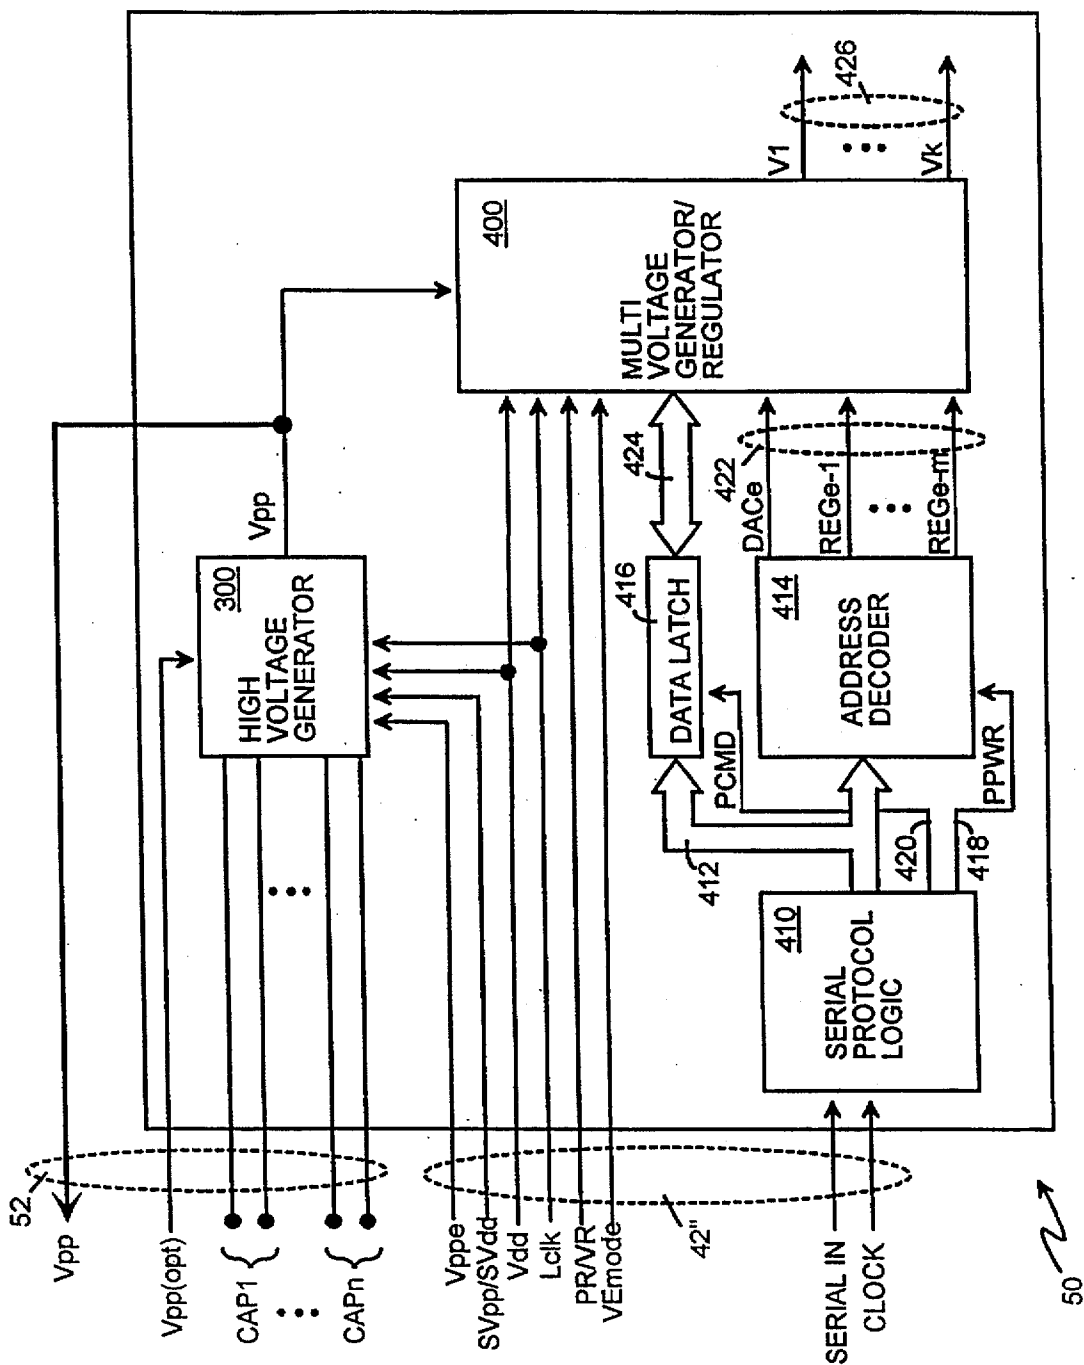 52
Vpp
Vpp(opt)
CAP1
CAPn
Vppe
SVpp/SVdd
Vdd
Lclk
PR/VR
VEmode
42"
SERIAL IN
CLOCK
300
HIGH
VOLTAGE
GENERATOR
Vpp
410
SERIAL
PROTOCOL
LOGIC
412
420
418
PCMD
PPWR
DATA LATCH
416
414
ADDRESS
DECODER
424
422
DACe
REGe-1
REGe-m
400
MULTI
VOLTAGE
GENERATOR/
REGULATOR
V1
Vk
426
50